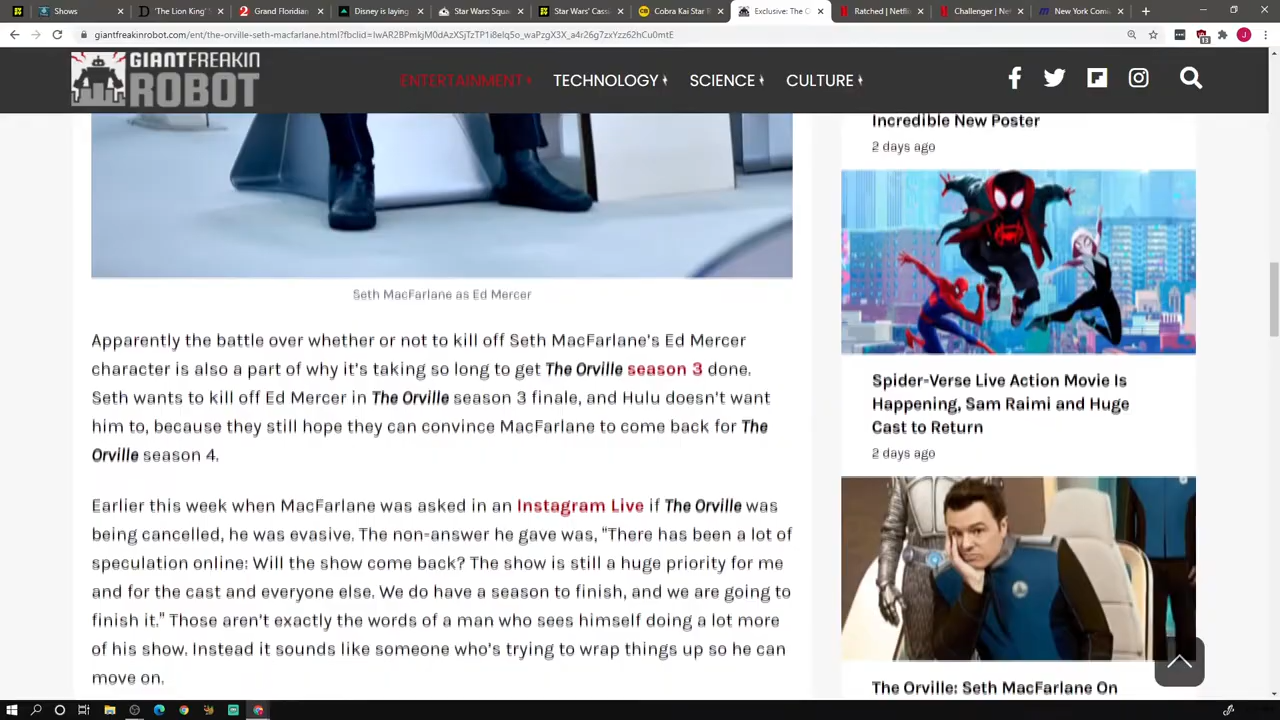 Shows
'The Lion King'
Grand Floridian
Disney is laying
Star Wars: Squa
Star Wars' Cassi
Cobra Kai Star
Exclusive: The O
Ratched | Netfl
Challenger | Net
New York Comi
giantfreakinrobot.com/ent/the-orville-seth-macfarlane.html?fbclid=
GIANT FREAKIN
ROBOT
ENTERTAINMENT
TECHNOLOGY
SCIENCE
CULTURE
Incredible New Poster
2 days ago
Seth MacFarlane as Ed Mercer
Apparently the battle over whether or not to kill off Seth MacFarlane's Ed Mercer
character is also a part of why it's taking so long to get The Orville season 3 done.
Seth wants to kill off Ed Mercer in The Orville season 3 finale, and Hulu doesn't want
him to, because they still hope they can convince MacFarlane to come back for The
Orville season 4.
Earlier this week when MacFarlane was asked in an Instagram Live if The Orville was
being cancelled, he was evasive. The non-answer he gave was, "There has been a lot of
speculation online: Will the show come back? The show is still a huge priority for me
and for the cast and everyone else. We do have a season to finish, and we are going to
finish it." Those aren't exactly the words of a man who sees himself doing a lot more
of his show. Instead it sounds like someone who's trying to wrap things up so he can
move on.
Spider-Verse Live Action Movie Is
Happening, Sam Raimi and Huge
Cast to Return
2 days ago
The Orville: Seth MacFarlane On